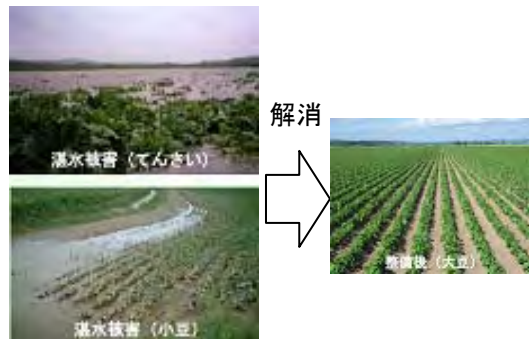 湛水被害（てんさい）
解消
湛水被害（小豆）
整備後（大豆）